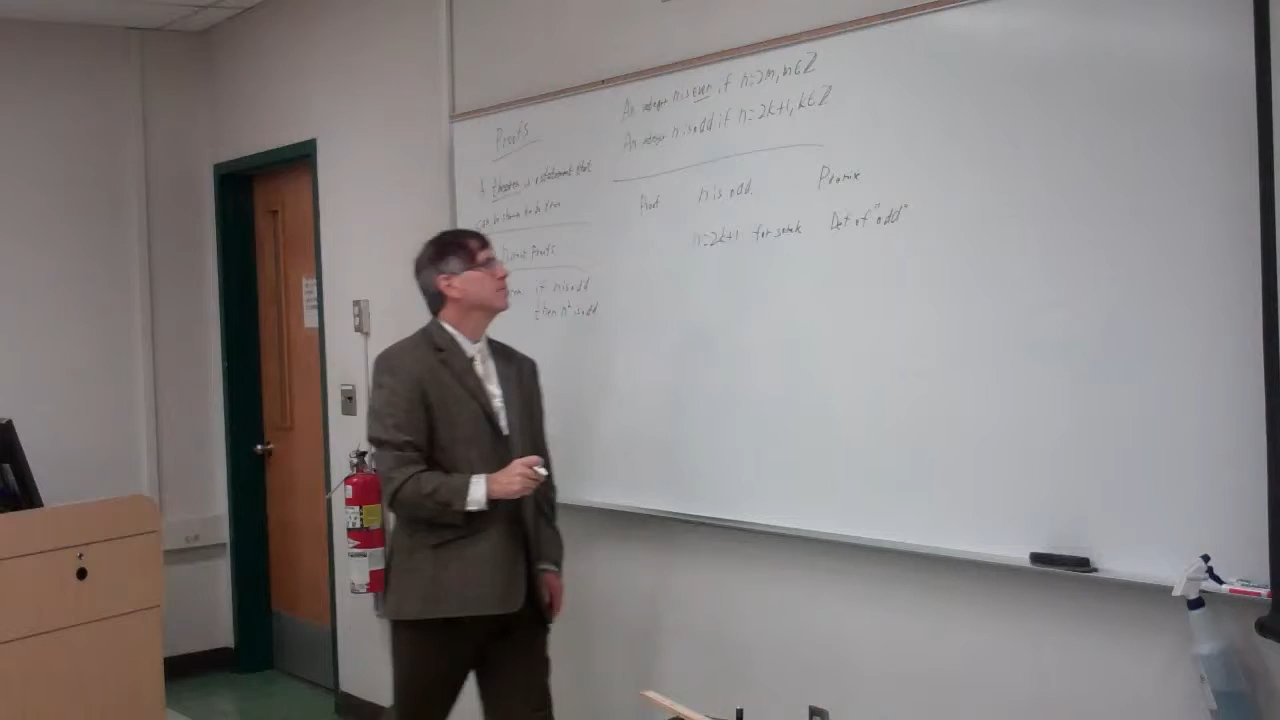 Proofs
A theorem is a statement that
can be shown to be true
Direct Proofs
if n is odd
then n² is odd
An integer n is even if n=2m, m∈ℤ
An integer n is odd if n=2k+1, k∈ℤ
Proof n is odd. Premise
n=2k+1 for some k Def of "odd"